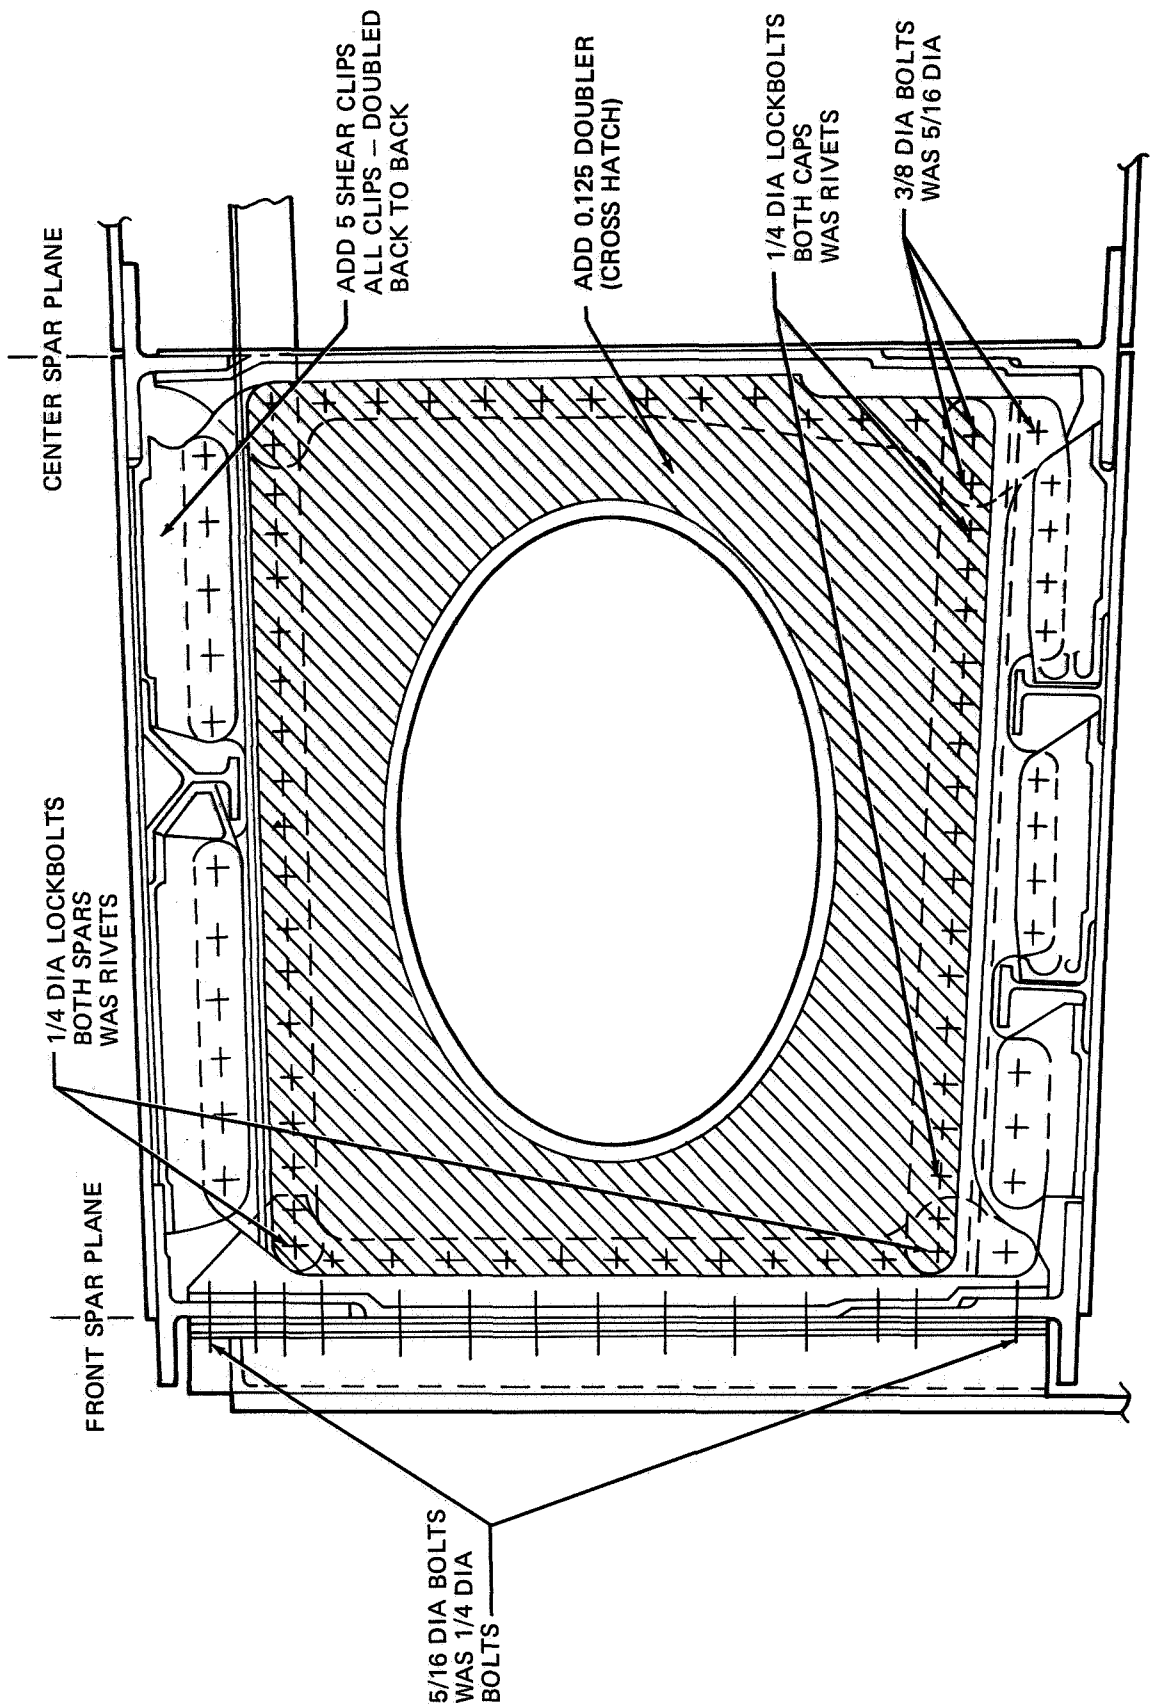 CENTER SPAR PLANE
ADD 5 SHEAR CLIPS
ALL CLIPS – DOUBLED
BACK TO BACK
ADD 0.125 DOUBLER
(CROSS HATCH)
1/4 DIA LOCKBOLTS
BOTH CAPS
WAS RIVETS
3/8 DIA BOLTS
WAS 5/16 DIA
1/4 DIA LOCKBOLTS
BOTH SPARS
WAS RIVETS
FRONT SPAR PLANE
5/16 DIA BOLTS
WAS 1/4 DIA
BOLTS